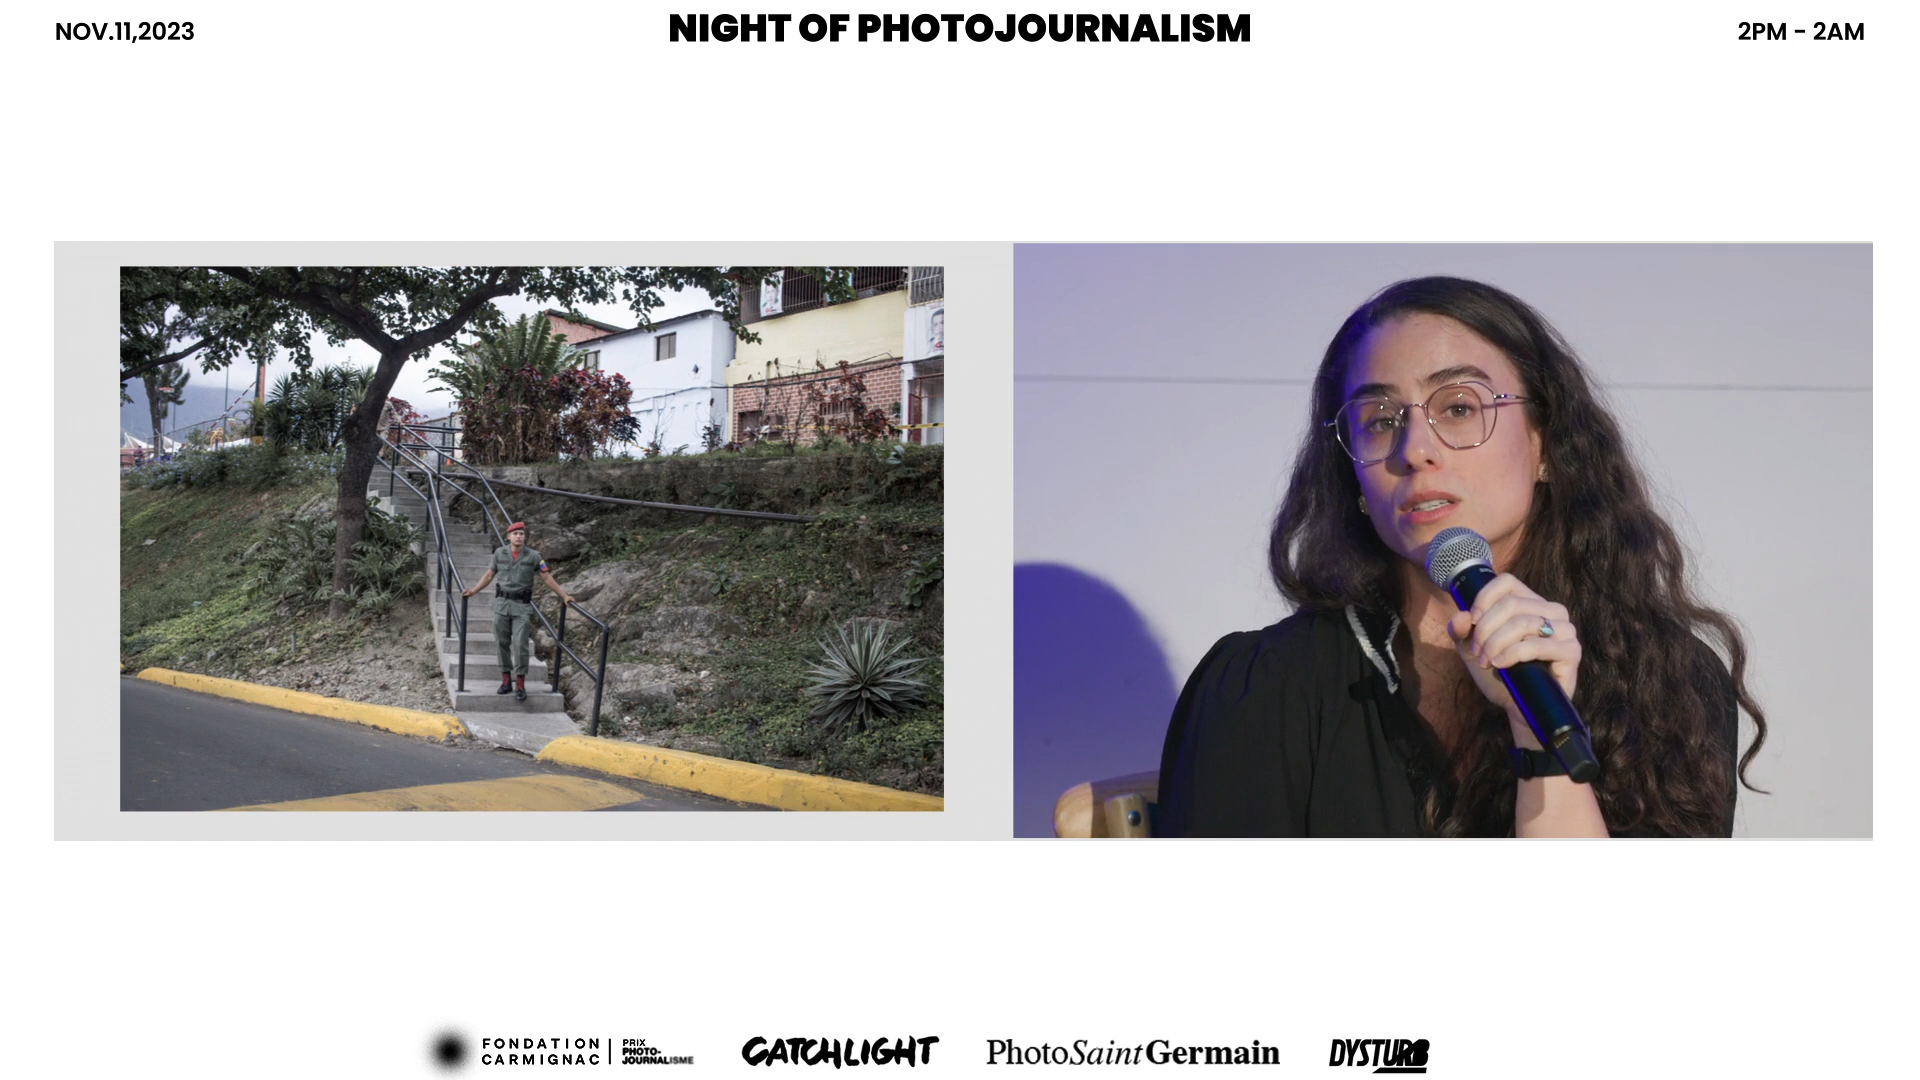 NOV.11,2023
NIGHT OF PHOTOJOURNALISM
2PM - 2AM
FONDATION
CARMIGNAC
PRIX
PHOTO-
JOURNALISME
CATCHLIGHT
PhotoSaintGermain
DYSTURB